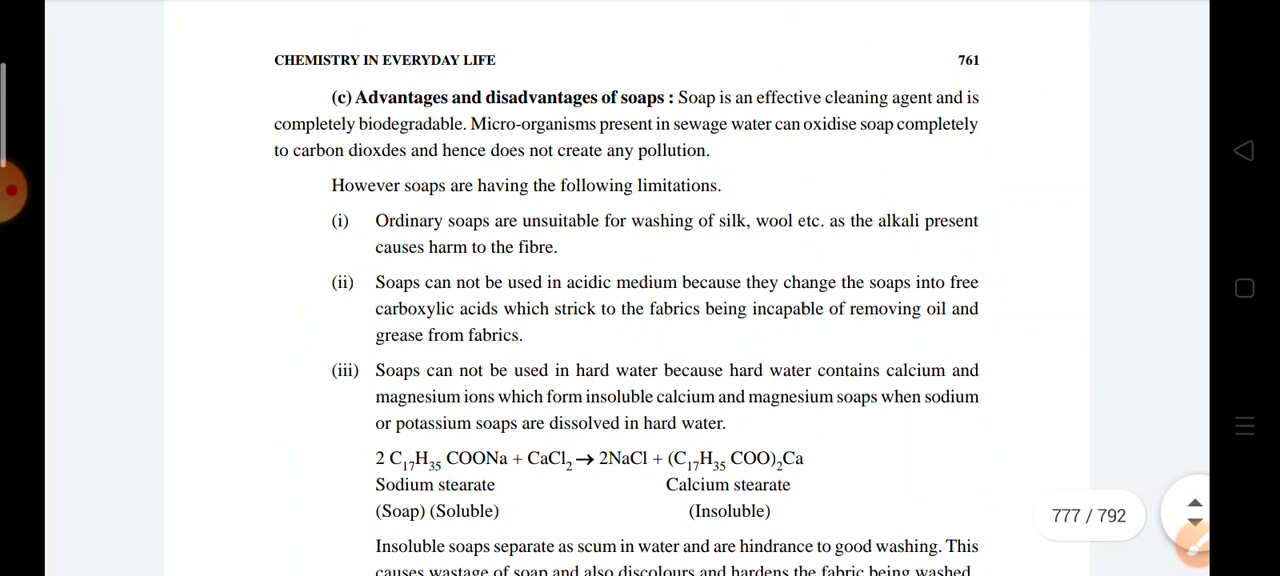 CHEMISTRY IN EVERYDAY LIFE 761
(c) Advantages and disadvantages of soaps : Soap is an effective cleaning agent and is
completely biodegradable. Micro-organisms present in sewage water can oxidise soap completely
to carbon dioxdes and hence does not create any pollution.
However soaps are having the following limitations.
(i) Ordinary soaps are unsuitable for washing of silk, wool etc. as the alkali present
causes harm to the fibre.
(ii) Soaps can not be used in acidic medium because they change the soaps into free
carboxylic acids which strick to the fabrics being incapable of removing oil and
grease from fabrics.
(iii) Soaps can not be used in hard water because hard water contains calcium and
magnesium ions which form insoluble calcium and magnesium soaps when sodium
or potassium soaps are dissolved in hard water.
2 C₁₇H₃₅ COONa + CaCl₂ → 2NaCl + (C₁₇H₃₅ COO)₂Ca
Sodium stearate Calcium stearate
(Soap) (Soluble) (Insoluble)
777 / 792
Insoluble soaps separate as scum in water and are hindrance to good washing. This
causes wastage of soap and also discolours and hardens the fabric being washed.